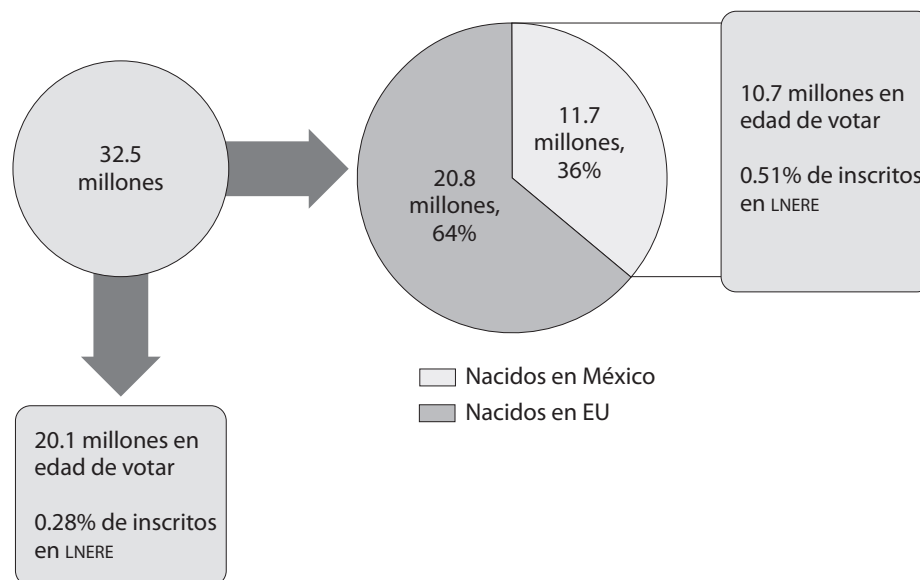 32.5
millones
20.8
millones,
64%
11.7
millones,
36%
10.7 millones en
edad de votar
0.51% de inscritos
en LNERE
Nacidos en México
Nacidos en EU
20.1 millones en
edad de votar
0.28% de inscritos
en LNERE